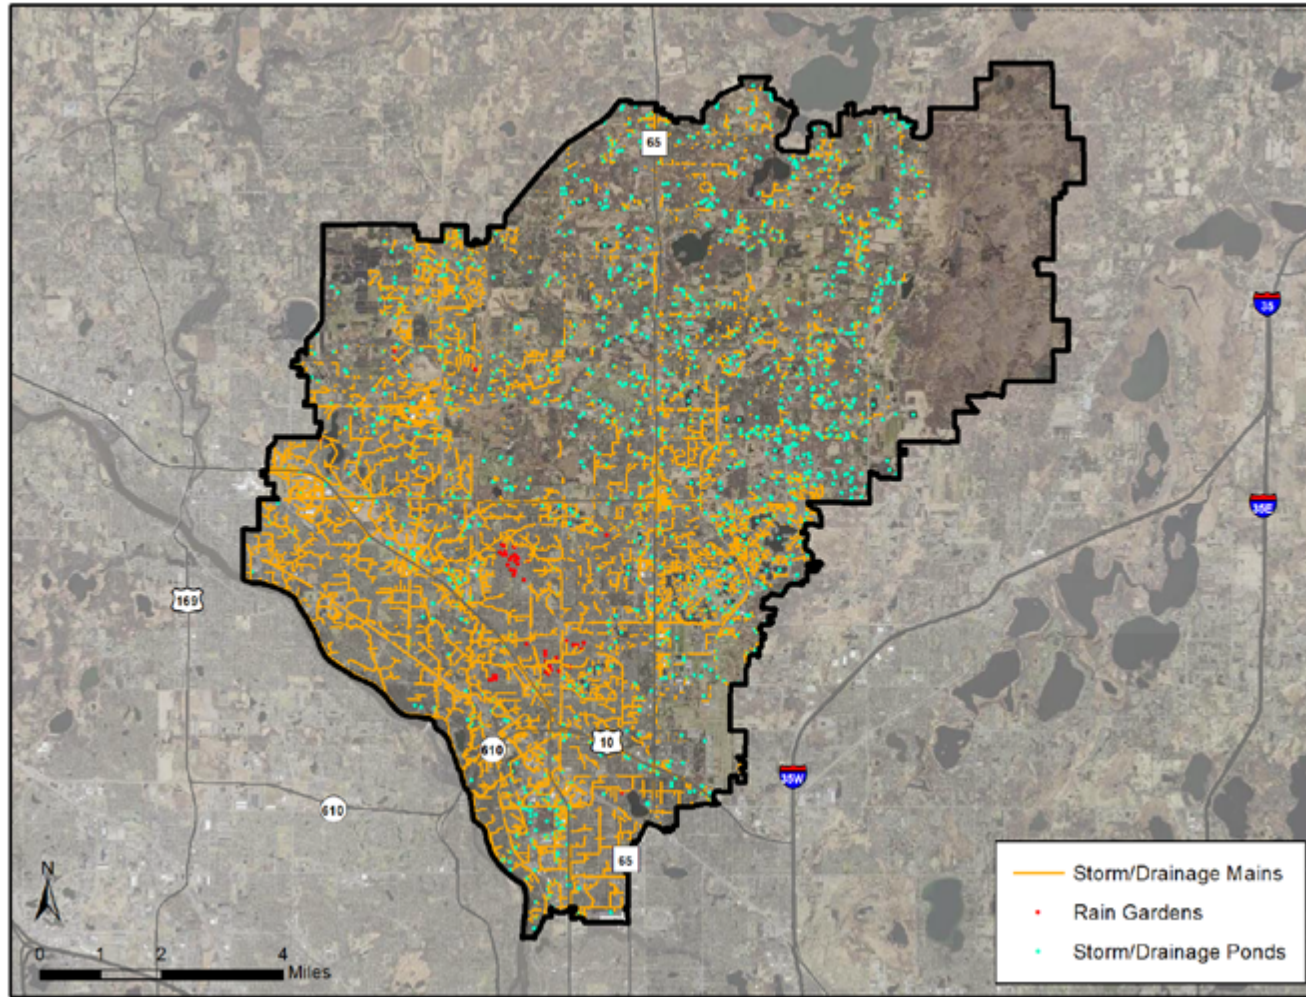 65
35
35E
169
610
10
610
35W
65
N
0 2 4
Miles
Storm/Drainage Mains
Rain Gardens
Storm/Drainage Ponds